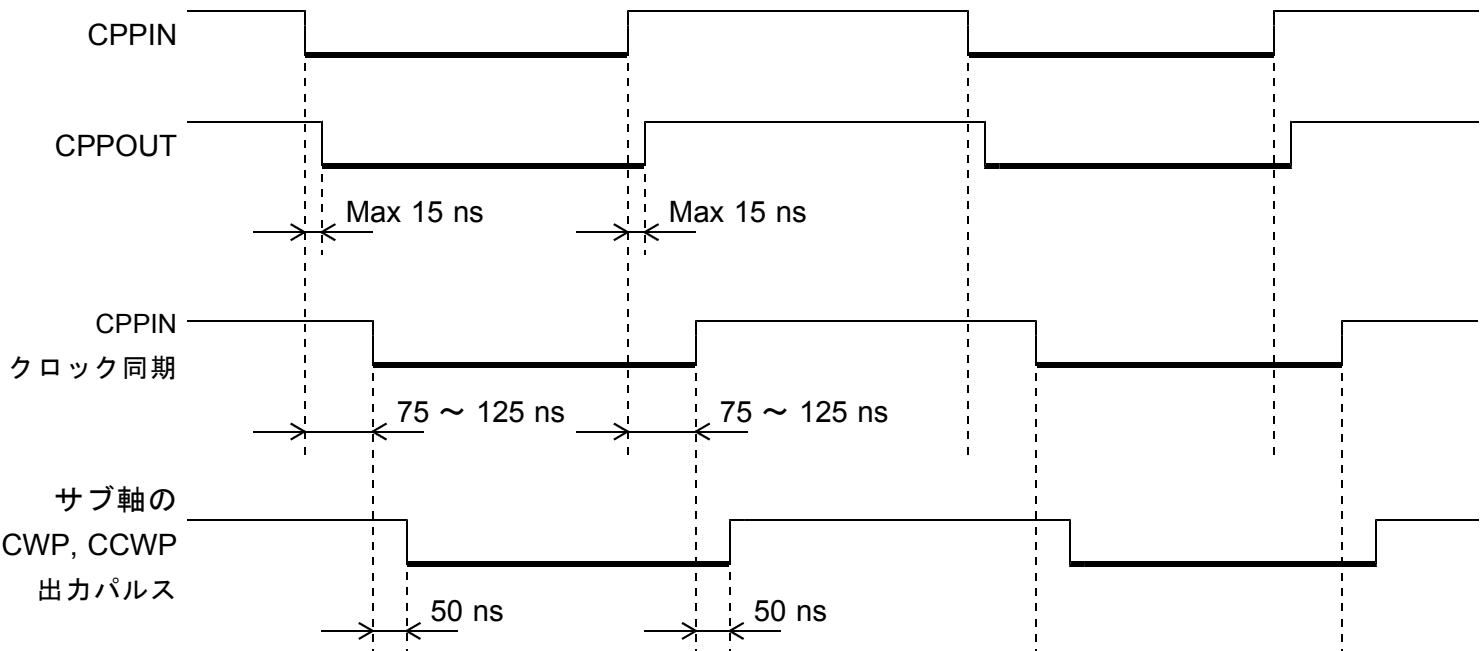 CPPIN
CPPOUT
Max 15 ns
Max 15 ns
CPPIN
クロック同期
75 ～ 125 ns
75 ～ 125 ns
サブ軸の
CWP, CCWP
出力パルス
50 ns
50 ns